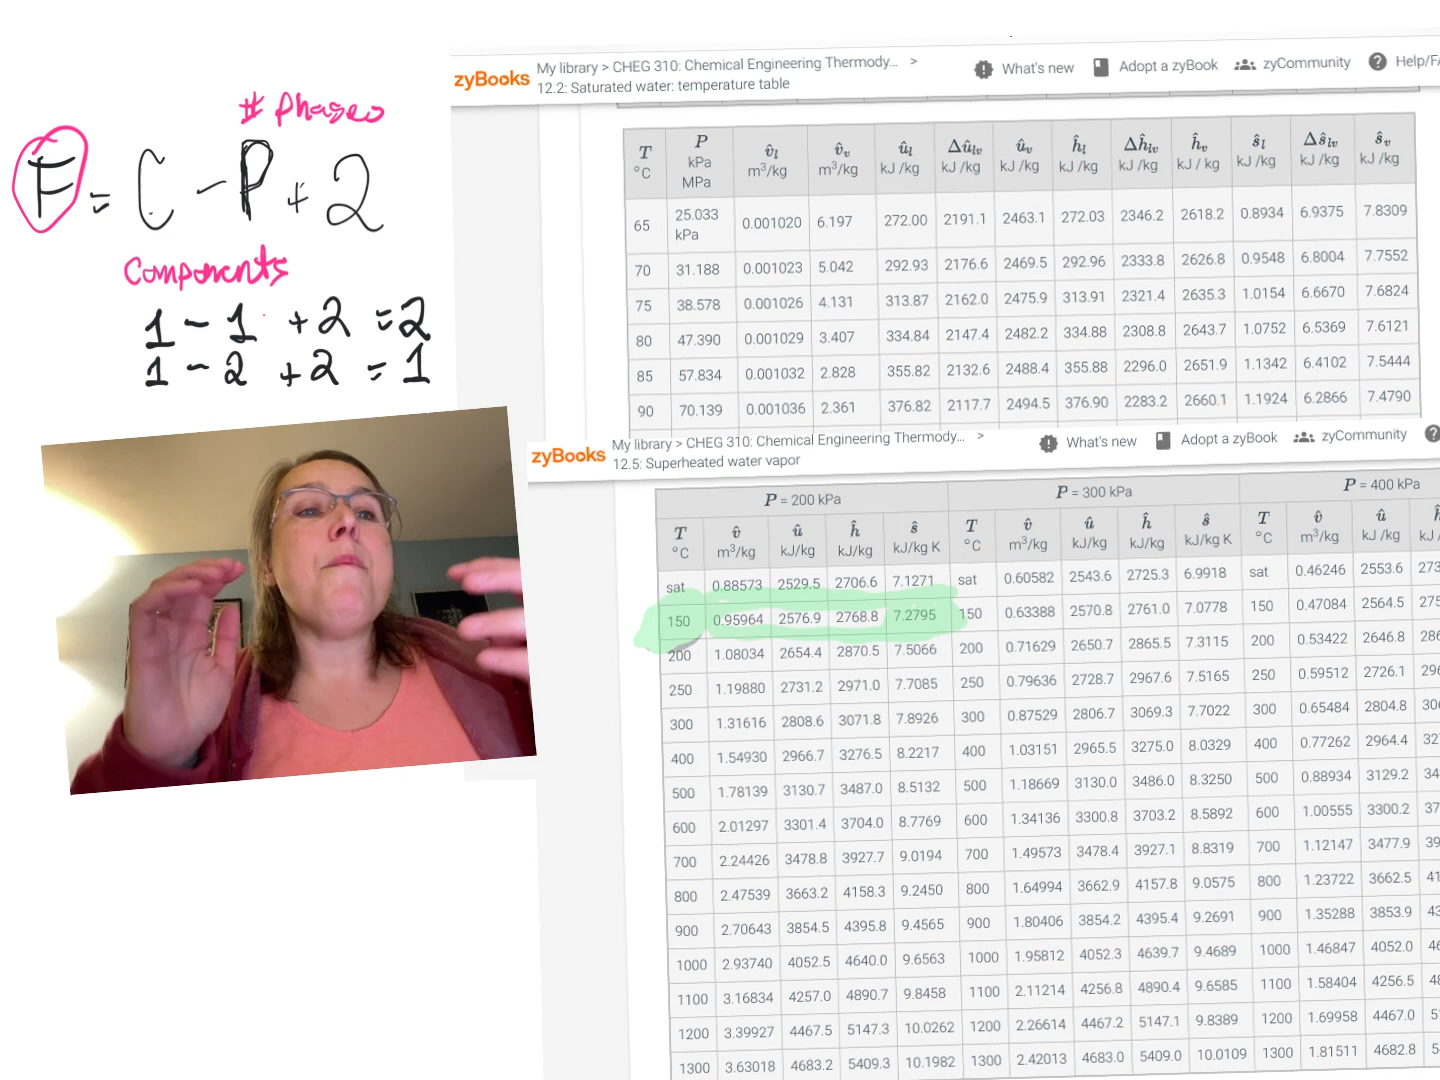 # phases
F = C - P + 2
Components
1 - 1 + 2 = 2
1 - 2 + 2 = 1
zyBooks My library > CHEG 310: Chemical Engineering Thermody... >
12.2: Saturated water: temperature table
What's new Adopt a zyBook zyCommunity Help/FA
T °C P kPa MPa v̂l m³/kg v̂v m³/kg ûl kJ /kg Δûlv kJ /kg ûv kJ /kg ĥl kJ /kg Δĥlv kJ /kg ĥv kJ / kg ŝl kJ /kg Δŝlv kJ /kg ŝv kJ /kg
65 25.033 kPa 0.001020 6.197 272.00 2191.1 2463.1 272.03 2346.2 2618.2 0.8934 6.9375 7.8309
70 31.188 0.001023 5.042 292.93 2176.6 2469.5 292.96 2333.8 2626.8 0.9548 6.8004 7.7552
75 38.578 0.001026 4.131 313.87 2162.0 2475.9 313.91 2321.4 2635.3 1.0154 6.6670 7.6824
80 47.390 0.001029 3.407 334.84 2147.4 2482.2 334.88 2308.8 2643.7 1.0752 6.5369 7.6121
85 57.834 0.001032 2.828 355.82 2132.6 2488.4 355.88 2296.0 2651.9 1.1342 6.4102 7.5444
90 70.139 0.001036 2.361 376.82 2117.7 2494.5 376.90 2283.2 2660.1 1.1924 6.2866 7.4790
zyBooks My library > CHEG 310: Chemical Engineering Thermody... >
12.5: Superheated water vapor
What's new Adopt a zyBook zyCommunity
P = 200 kPa P = 300 kPa P = 400 kPa
T °C v̂ m³/kg û kJ/kg ĥ kJ/kg ŝ kJ/kg K T °C v̂ m³/kg û kJ/kg ĥ kJ/kg ŝ kJ/kg K T °C v̂ m³/kg û kJ /kg
sat 0.88573 2529.5 2706.6 7.1271 sat 0.60582 2543.6 2725.3 6.9918 sat 0.46246 2553.6 273
150 0.95964 2576.9 2768.8 7.2795 150 0.63388 2570.8 2761.0 7.0778 150 0.47084 2564.5 275
200 1.08034 2654.4 2870.5 7.5066 200 0.71629 2650.7 2865.5 7.3115 200 0.53422 2646.8 286
250 1.19880 2731.2 2971.0 7.7085 250 0.79636 2728.7 2967.6 7.5165 250 0.59512 2726.1 296
300 1.31616 2808.6 3071.8 7.8926 300 0.87529 2806.7 3069.3 7.7022 300 0.65484 2804.8 306
400 1.54930 2966.7 3276.5 8.2217 400 1.03151 2965.5 3275.0 8.0329 400 0.77262 2964.4 327
500 1.78139 3130.7 3487.0 8.5132 500 1.18669 3130.0 3486.0 8.3250 500 0.88934 3129.2 34
600 2.01297 3301.4 3704.0 8.7769 600 1.34136 3300.8 3703.2 8.5892 600 1.00555 3300.2 37
700 2.24426 3478.8 3927.7 9.0194 700 1.49573 3478.4 3927.1 8.8319 700 1.12147 3477.9 39
800 2.47539 3663.2 4158.3 9.2450 800 1.64994 3662.9 4157.8 9.0575 800 1.23722 3662.5 41
900 2.70643 3854.5 4395.8 9.4565 900 1.80406 3854.2 4395.4 9.2691 900 1.35288 3853.9 43
1000 2.93740 4052.5 4640.0 9.6563 1000 1.95812 4052.3 4639.7 9.4689 1000 1.46847 4052.0 46
1100 3.16834 4257.0 4890.7 9.8458 1100 2.11214 4256.8 4890.4 9.6585 1100 1.58404 4256.5 48
1200 3.39927 4467.5 5147.3 10.0262 1200 2.26614 4467.2 5147.1 9.8389 1200 1.69958 4467.0 51
1300 3.63018 4683.2 5409.3 10.1982 1300 2.42013 4683.0 5409.0 10.0109 1300 1.81511 4682.8